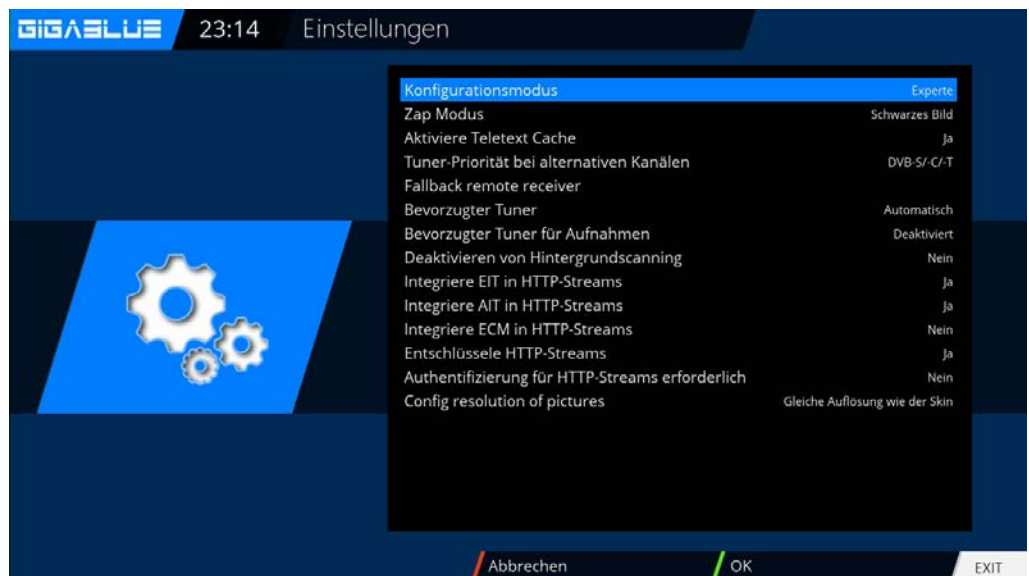 GIGABLUE 23:14 Einstellungen
Konfigurationsmodus Experte
Zap Modus Schwarzes Bild
Aktiviere Teletext Cache Ja
Tuner-Priorität bei alternativen Kanälen DVB-S/-C/-T
Fallback remote receiver
Bevorzugter Tuner Automatisch
Bevorzugter Tuner für Aufnahmen Deaktiviert
Deaktivieren von Hintergrundscanning Nein
Integriere EIT in HTTP-Streams Ja
Integriere AIT in HTTP-Streams Ja
Integriere ECM in HTTP-Streams Nein
Entschlüssele HTTP-Streams Ja
Authentifizierung für HTTP-Streams erforderlich Nein
Config resolution of pictures Gleiche Auflösung wie der Skin
Abbrechen OK EXIT